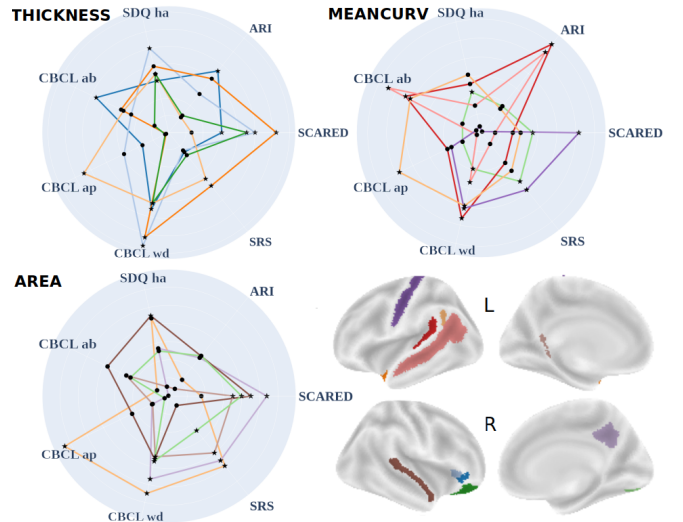 THICKNESS
SDQ ha
ARI
CBCL ab
SCARED
CBCL ap
SRS
CBCL wd
MEANCURV
SDQ ha
ARI
CBCL ab
SCARED
CBCL ap
SRS
CBCL wd
AREA
SDQ ha
ARI
CBCL ab
SCARED
CBCL ap
SRS
CBCL wd
L
R